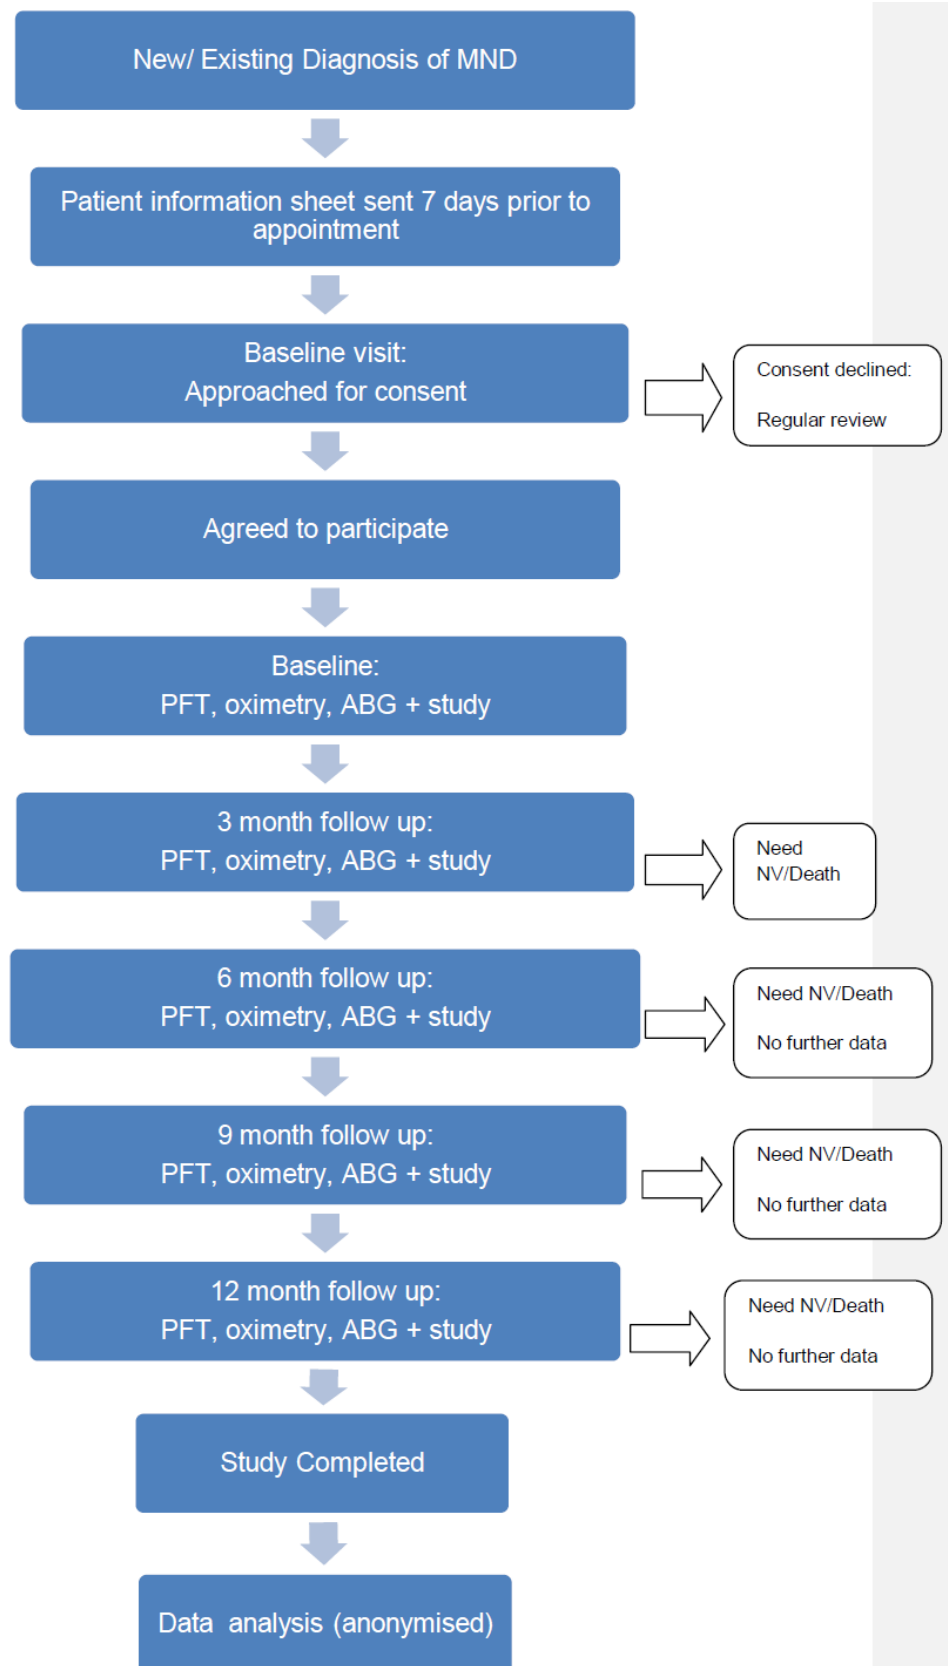 New/ Existing Diagnosis of MND
Patient information sheet sent 7 days prior to
appointment
Baseline visit:
Approached for consent
Consent declined:
Regular review
Agreed to participate
Baseline:
PFT, oximetry, ABG + study
3 month follow up:
PFT, oximetry, ABG + study
Need
NV/Death
6 month follow up:
PFT, oximetry, ABG + study
Need NV/Death
No further data
9 month follow up:
PFT, oximetry, ABG + study
Need NV/Death
No further data
12 month follow up:
PFT, oximetry, ABG + study
Need NV/Death
No further data
Study Completed
Data analysis (anonymised)